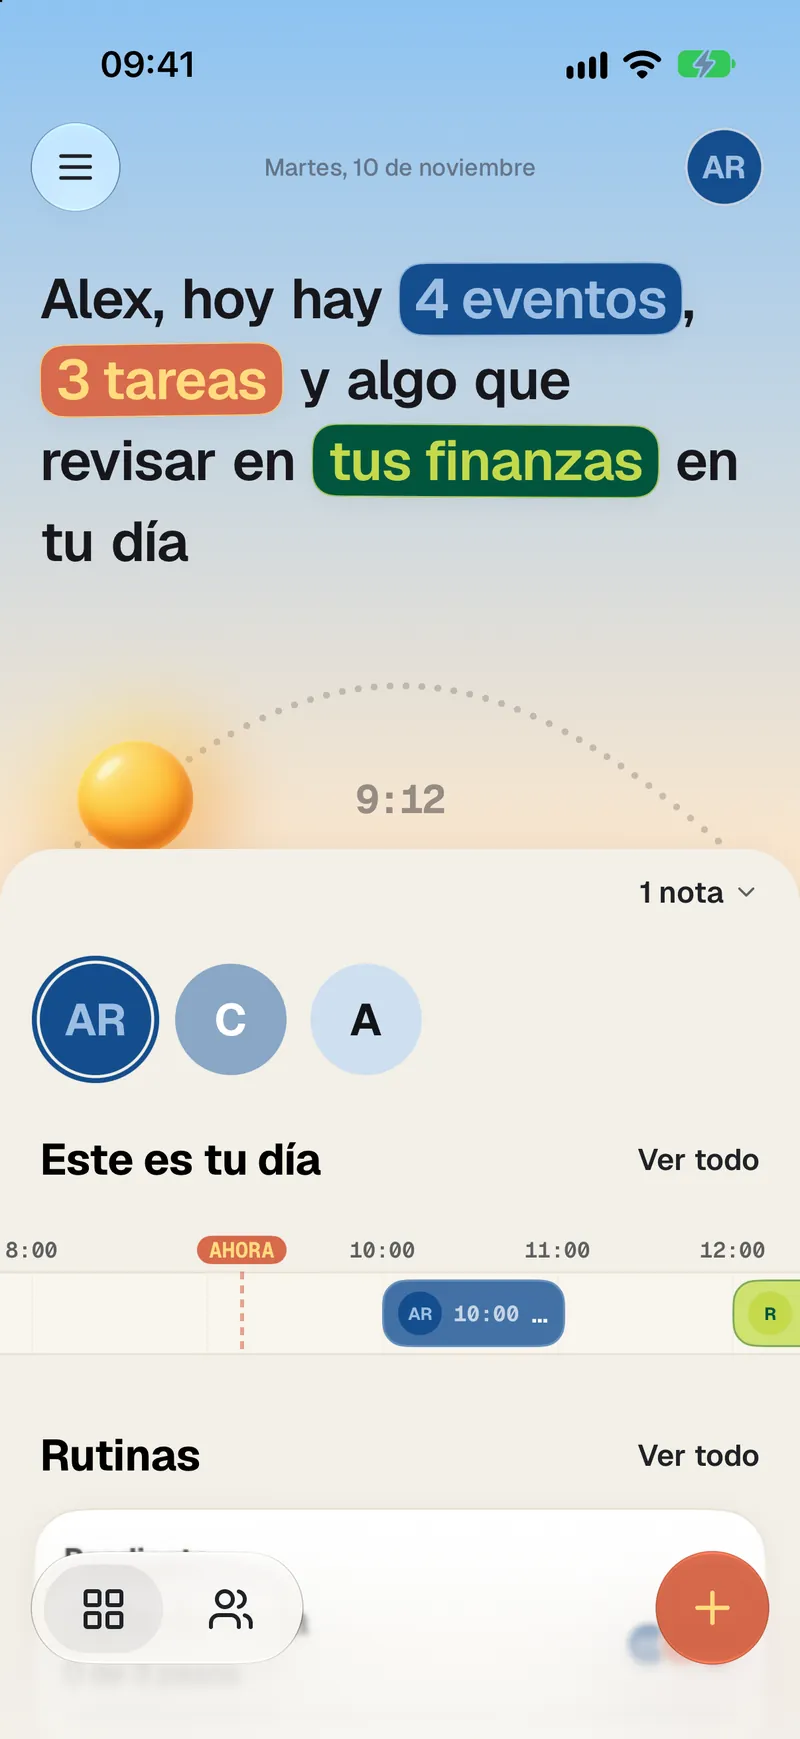 09:41
Martes, 10 de noviembre
AR
Alex, hoy hay 4 eventos,
3 tareas y algo que
revisar en tus finanzas en
tu día
9:12
1 nota
AR C A
Este es tu día Ver todo
8:00 AHORA 10:00 11:00 12:00
AR 10:00 ... R
Rutinas Ver todo